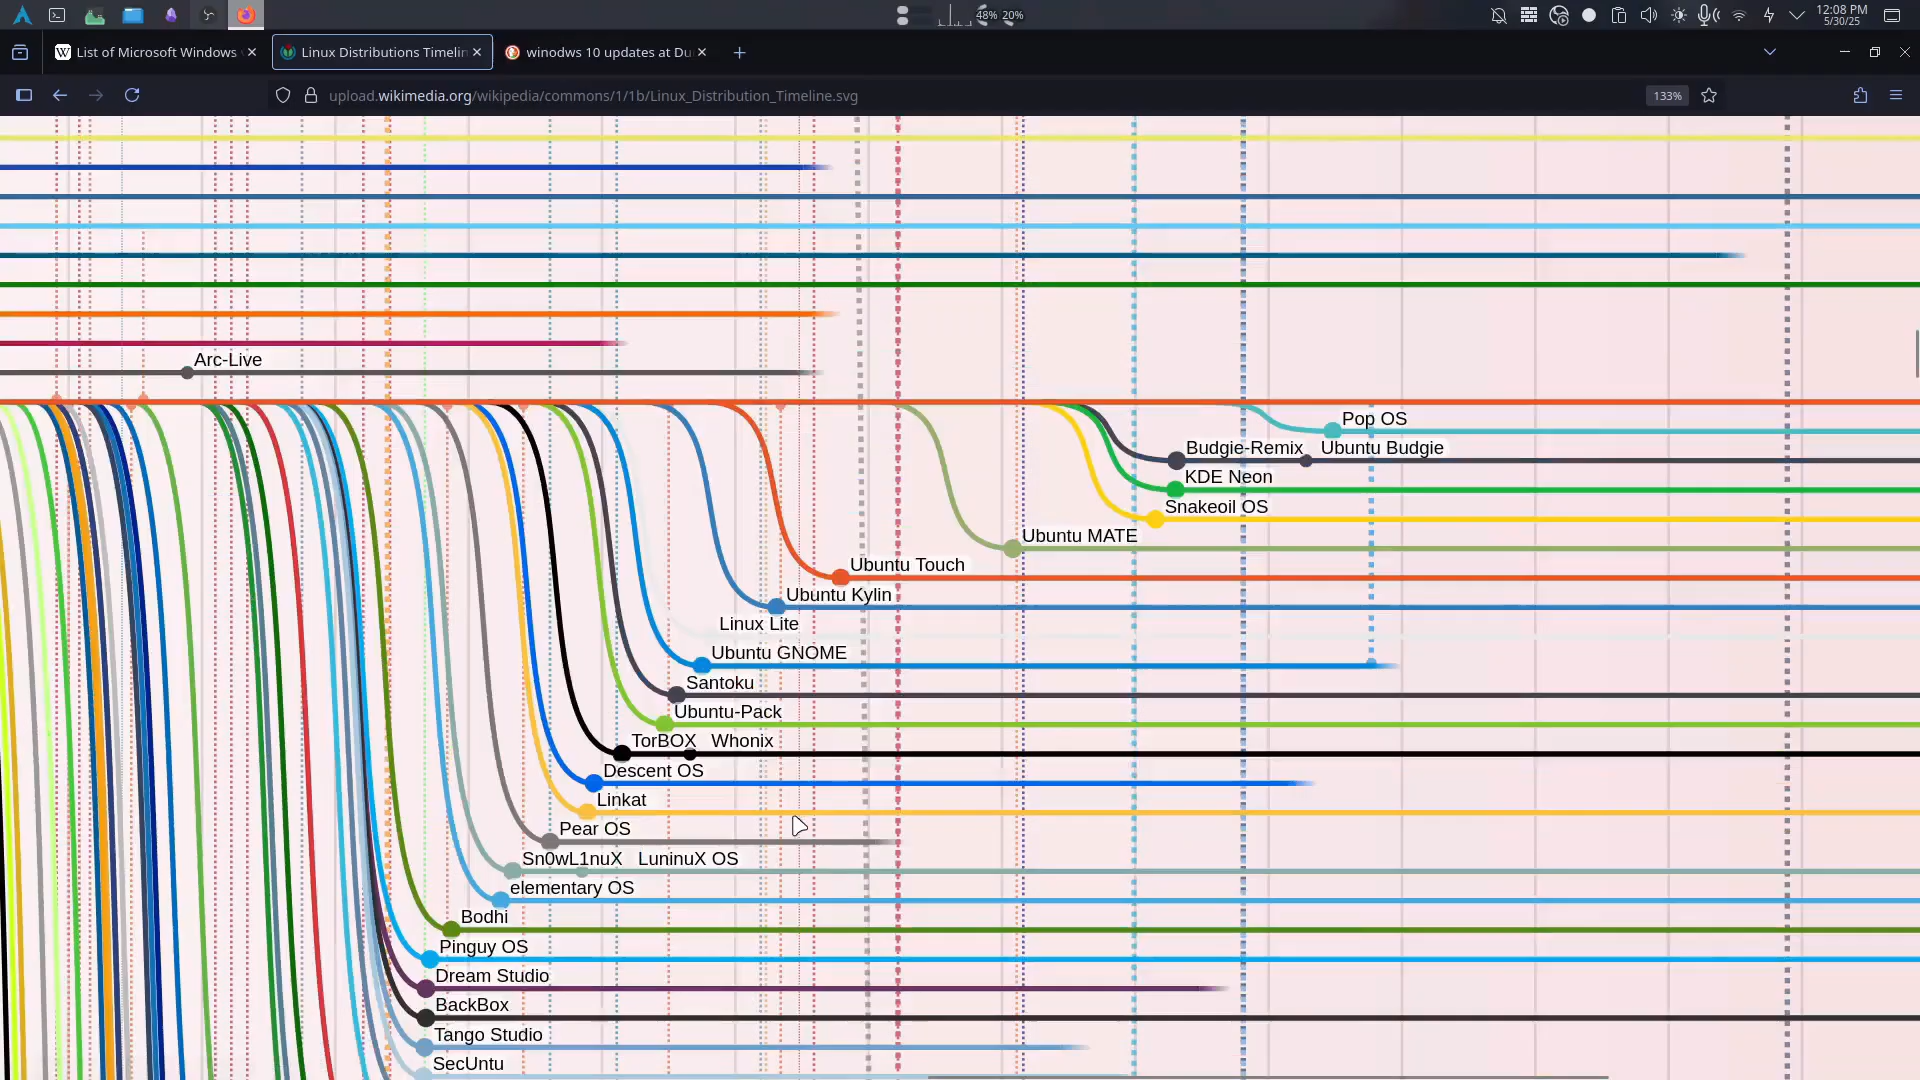 48% 20%
12:08 PM
5/30/25
List of Microsoft Windows
Linux Distributions Timelin
winodws 10 updates at Du
upload.wikimedia.org/wikipedia/commons/1/1b/Linux_Distribution_Timeline.svg
133%
Arc-Live
Pop OS
Budgie-Remix Ubuntu Budgie
KDE Neon
Snakeoil OS
Ubuntu MATE
Ubuntu Touch
Ubuntu Kylin
Linux Lite
Ubuntu GNOME
Santoku
Ubuntu-Pack
TorBOX Whonix
Descent OS
Linkat
Pear OS
Sn0wL1nuX LuninuX OS
elementary OS
Bodhi
Pinguy OS
Dream Studio
BackBox
Tango Studio
SecUntu